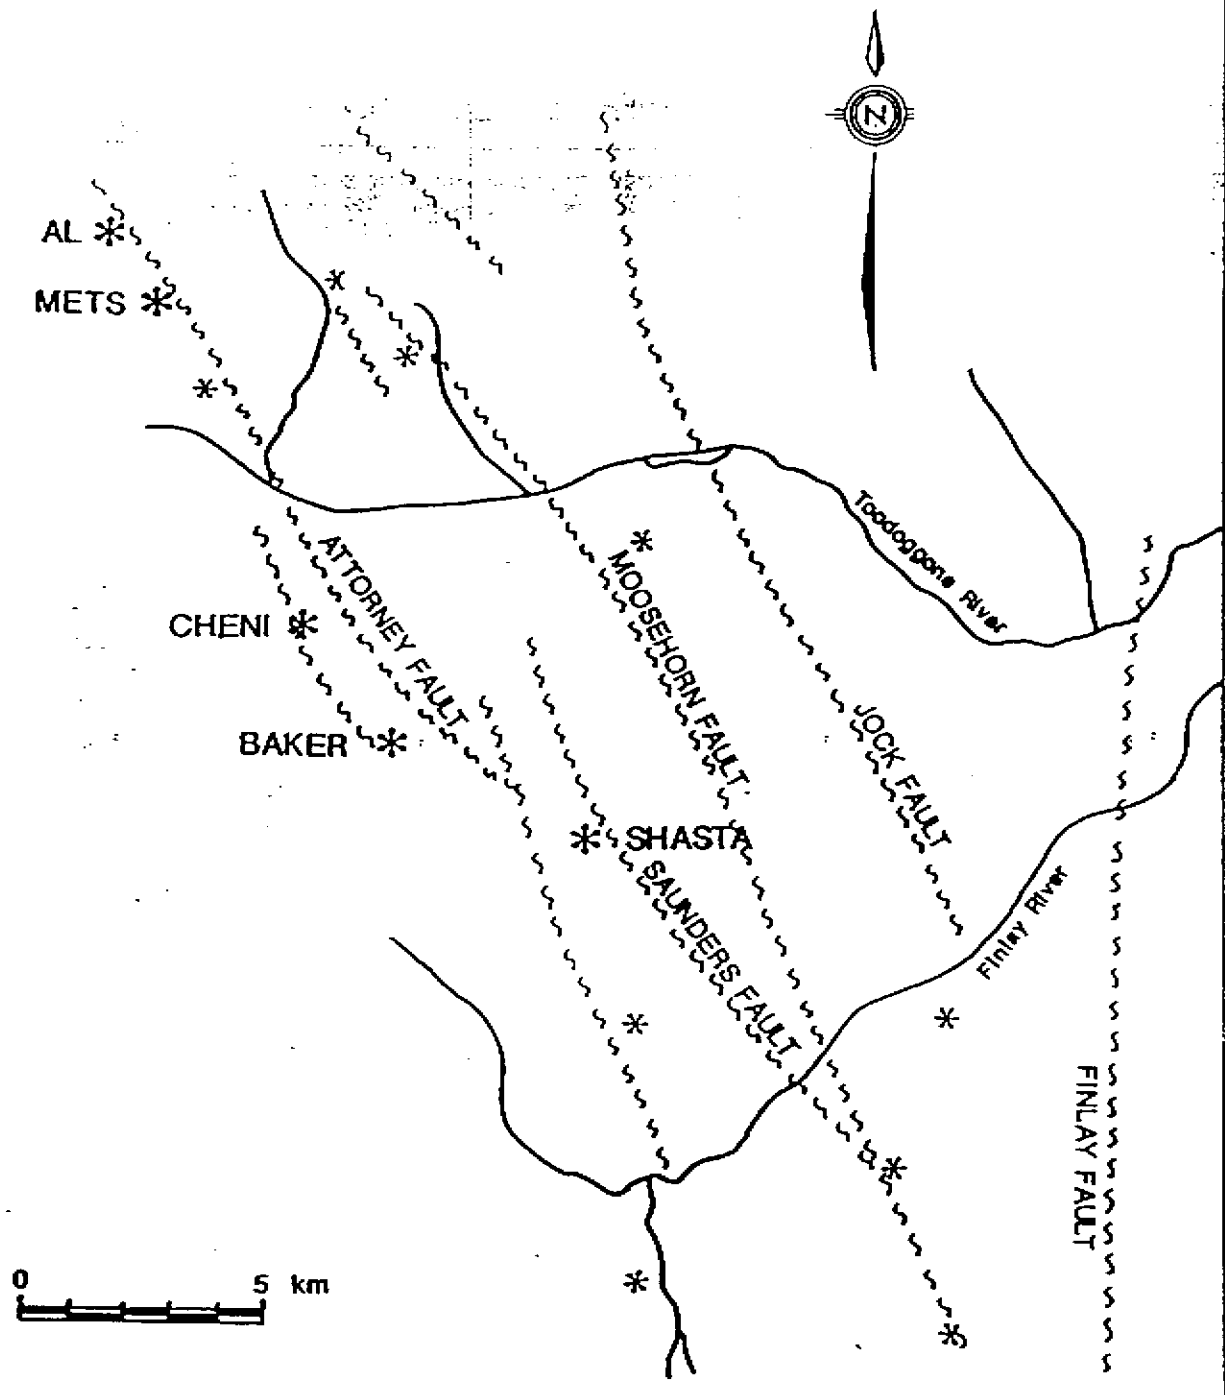 N
AL
METS
Toodoggone River
ATTORNEY FAULT
MOOSEHORN FAULT
CHENI
JOCK FAULT
BAKER
SHASTA
SAUNDERS FAULT
Finlay River
FINLAY FAULT
0 5 km